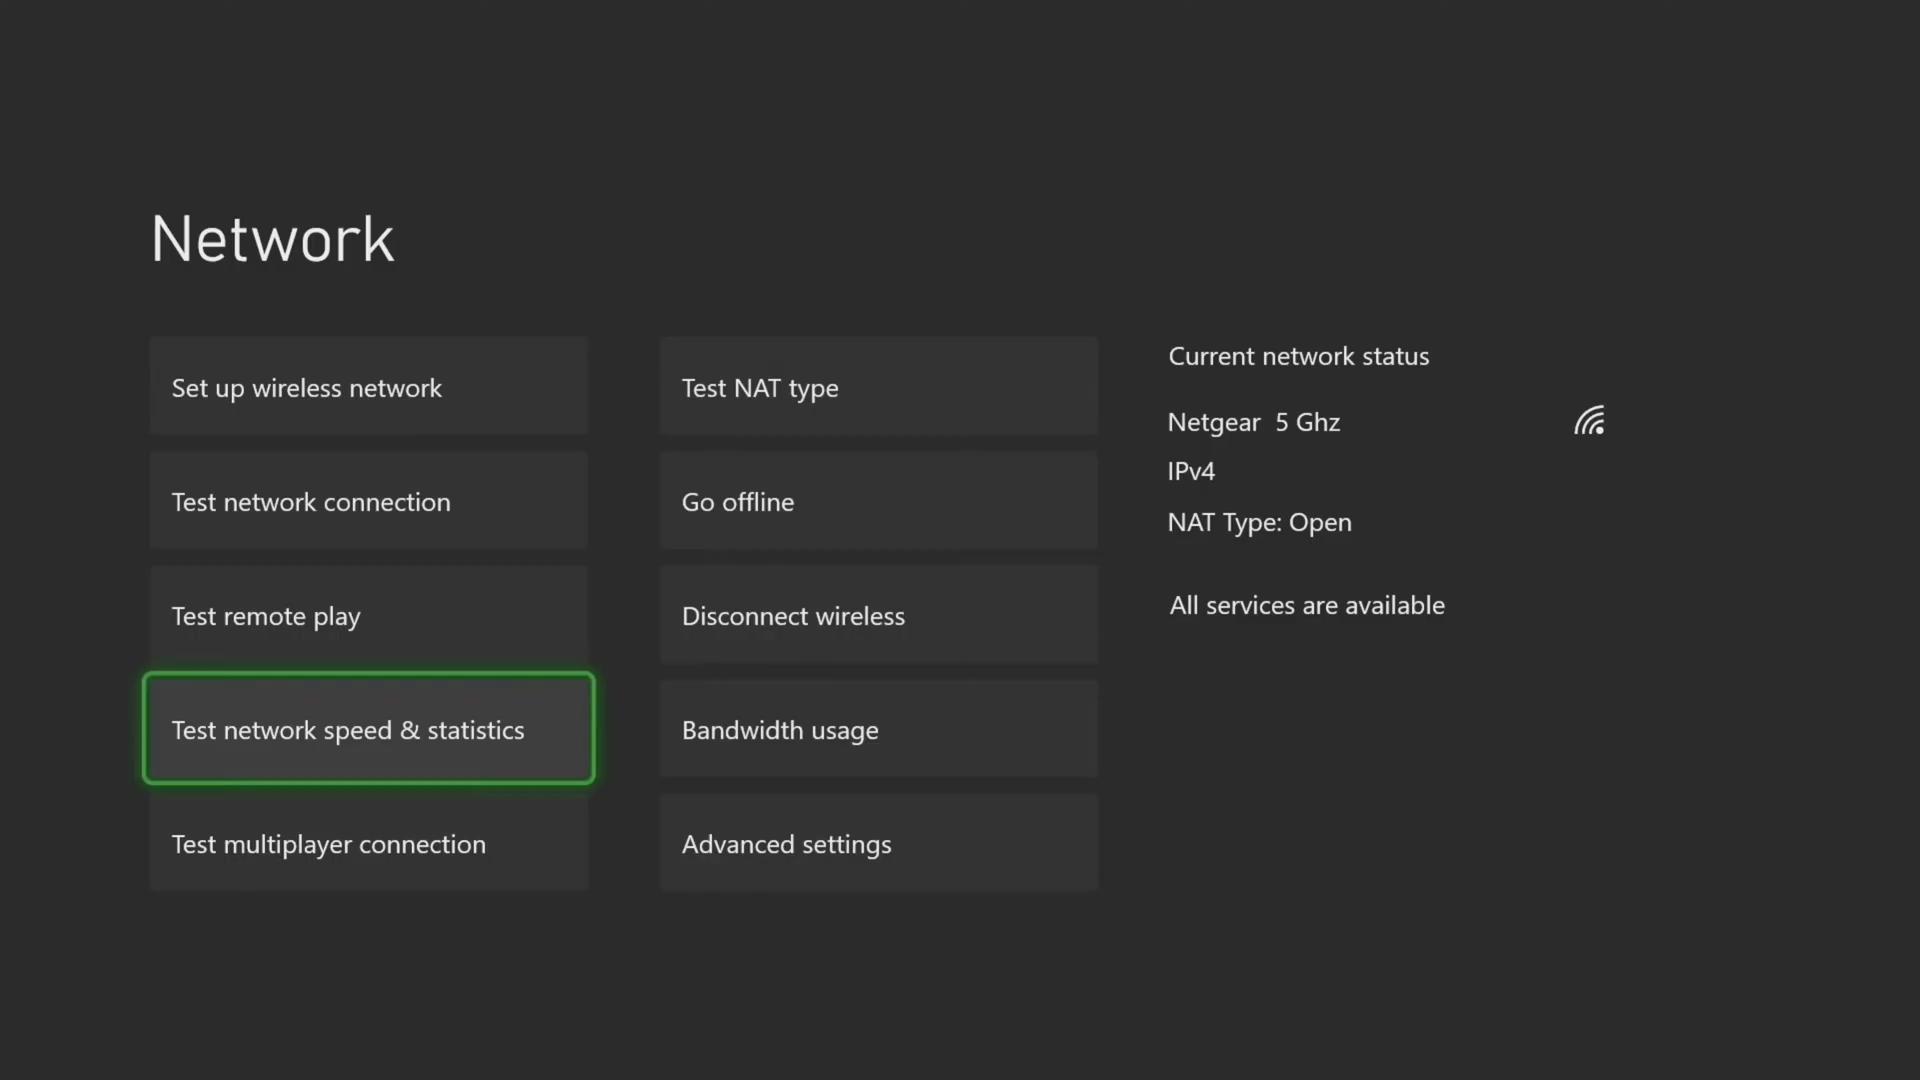 Network
Set up wireless network
Test network connection
Test remote play
Test network speed & statistics
Test multiplayer connection
Test NAT type
Go offline
Disconnect wireless
Bandwidth usage
Advanced settings
Current network status
Netgear 5 Ghz
IPv4
NAT Type: Open
All services are available